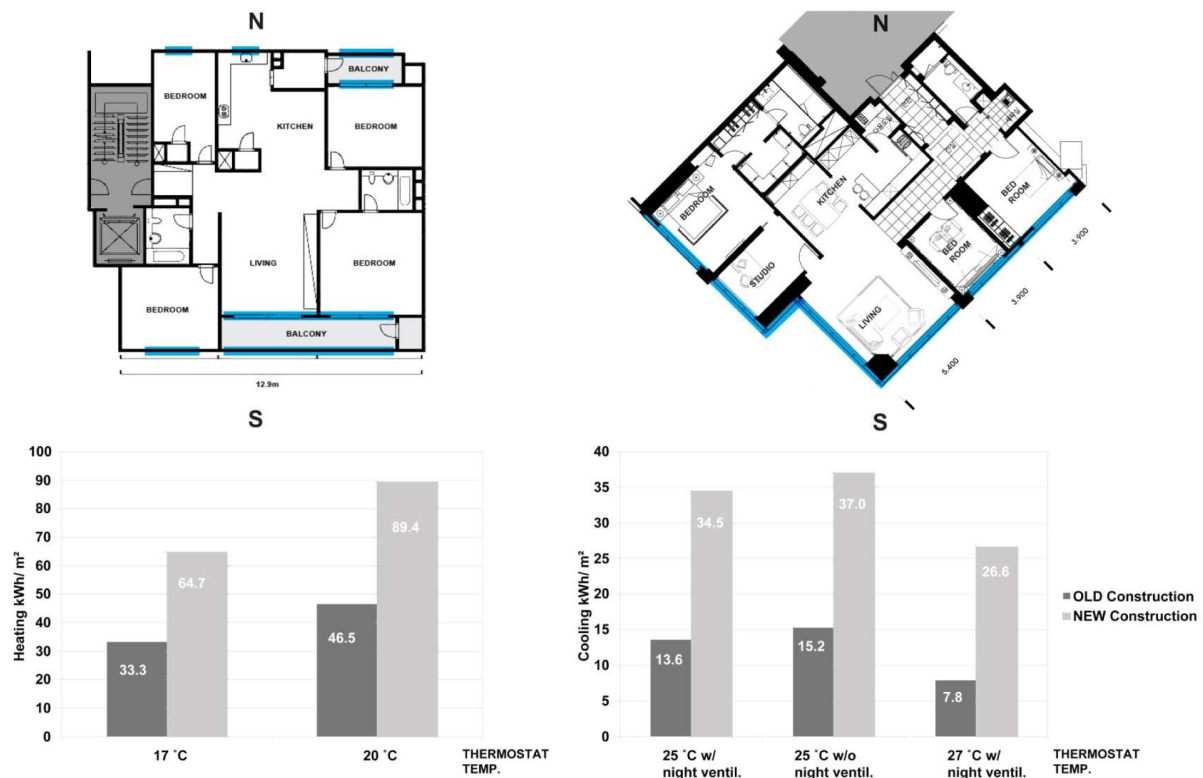 N
BEDROOM
KITCHEN
BALCONY
BEDROOM
LIVING
BEDROOM
BEDROOM
BALCONY
12.9m
S
N
BEDROOM
KITCHEN
BED
ROOM
BED
ROOM
STUDIO
LIVING
3.900
3.900
5.400
S
Heating kWh/ m²
100
90
80
70
60
50
40
30
20
10
0
33.3
64.7
46.5
89.4
17 ˚C
20 ˚C
THERMOSTAT
TEMP.
Cooling kWh/ m²
40
35
30
25
20
15
10
5
0
13.6
34.5
15.2
37.0
7.8
26.6
25 ˚C w/
night ventil.
25 ˚C w/o
night ventil.
27 ˚C w/
night ventil.
THERMOSTAT
TEMP.
OLD Construction
NEW Construction